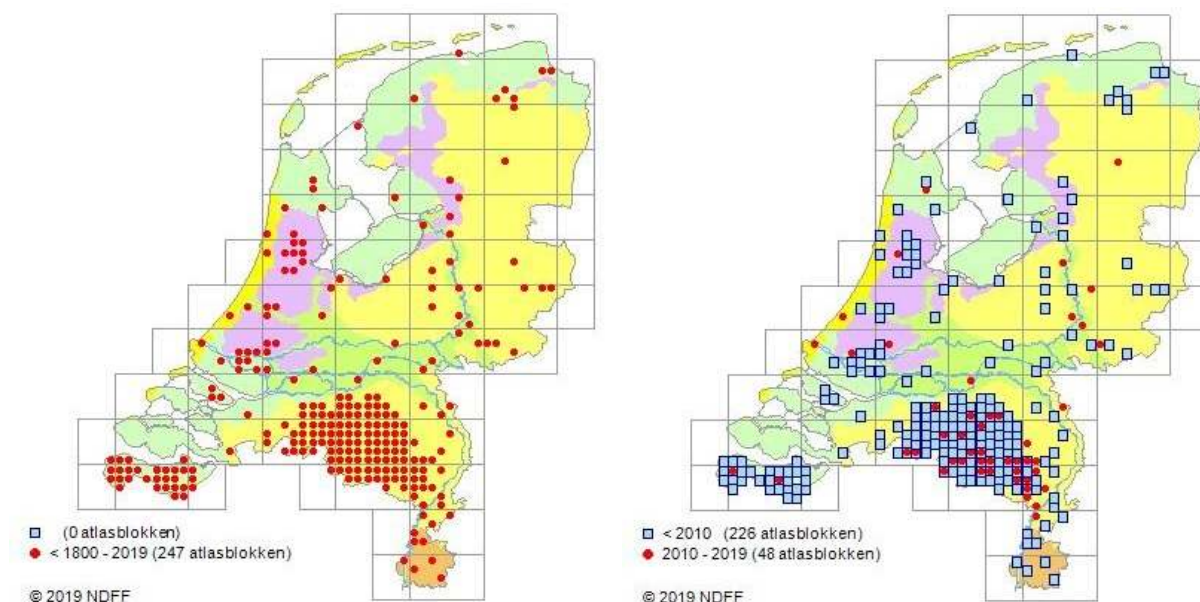 (0 atlasblokken)
< 1800 - 2019 (247 atlasblokken)
© 2019 NDFF
< 2010 (226 atlasblokken)
2010 - 2019 (48 atlasblokken)
© 2019 NDFF